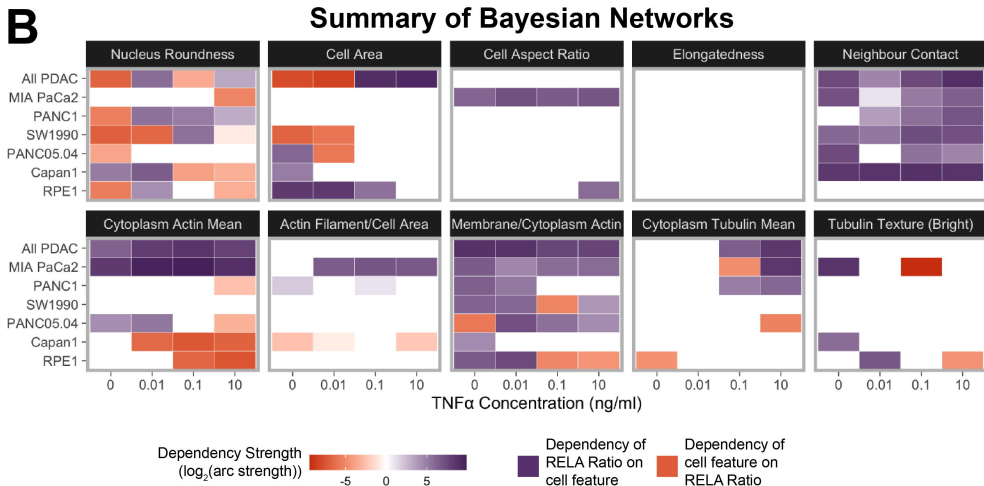 B
Summary of Bayesian Networks
Nucleus Roundness
Cell Area
Cell Aspect Ratio
Elongatedness
Neighbour Contact
All PDAC
MIA PaCa2
PANC1
SW1990
PANC05.04
Capan1
RPE1
Cytoplasm Actin Mean
Actin Filament/Cell Area
Membrane/Cytoplasm Actin
Cytoplasm Tubulin Mean
Tubulin Texture (Bright)
All PDAC
MIA PaCa2
PANC1
SW1990
PANC05.04
Capan1
RPE1
0 0.01 0.1 10
0 0.01 0.1 10
0 0.01 0.1 10
0 0.01 0.1 10
0 0.01 0.1 10
TNFα Concentration (ng/ml)
Dependency Strength
(log2(arc strength))
-5 0 5
Dependency of
RELA Ratio on
cell feature
Dependency of
cell feature on
RELA Ratio